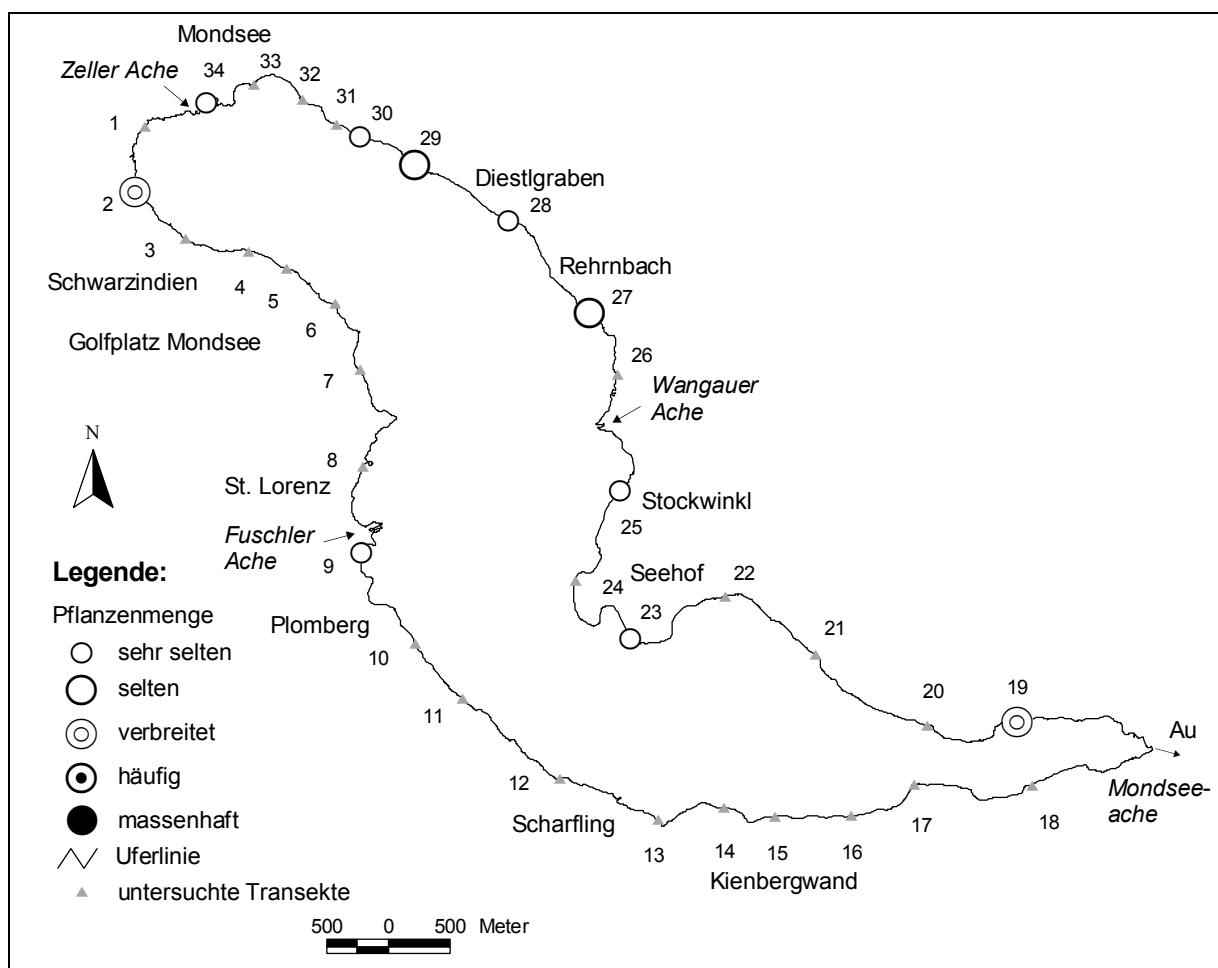 Mondsee
Zeller Ache
34
33
32
31
30
29
1
2
3
Diestlgraben
28
Schwarzindien
4
5
6
Rehrnbach
27
Golfplatz Mondsee
7
26
Wangauer
Ache
N
8
St. Lorenz
Stockwinkl
25
Fuschler
Ache
9
Seehof
24
23
22
Plomberg
10
21
11
20
19
Au
12
Scharfling
Mondsee-
ache
13
14
15
16
17
18
Kienbergwand
Legende:
Pflanzenmenge
sehr selten
selten
verbreitet
häufig
massenhaft
Uferlinie
untersuchte Transekte
500 0 500 Meter